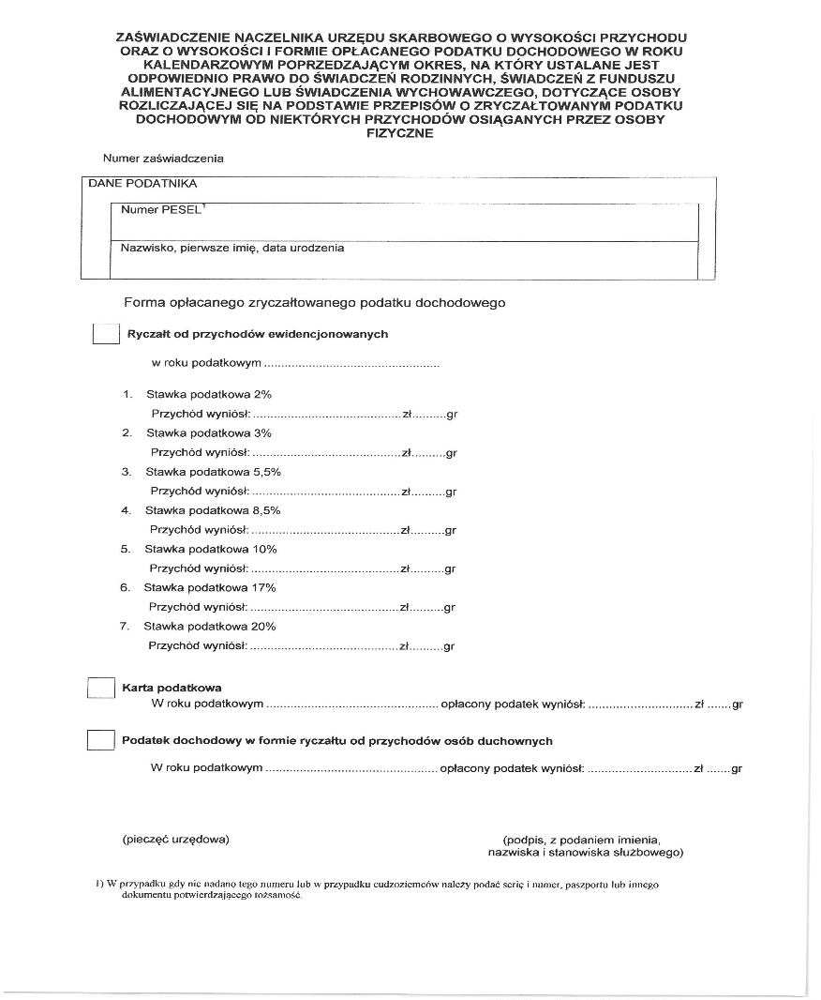 ZAŚWIADCZENIE NACZELNIKA URZĘDU SKARBOWEGO O WYSOKOŚCI PRZYCHODU
ORAZ O WYSOKOŚCI I FORMIE OPŁACANEGO PODATKU DOCHODOWEGO W ROKU
KALENDARZOWYM POPRZEDZAJĄCYM OKRES, NA KTÓRY USTALANE JEST
ODPOWIEDNIO PRAWO DO ŚWIADCZEŃ RODZINNYCH, ŚWIADCZEŃ Z FUNDUSZU
ALIMENTACYJNEGO LUB ŚWIADCZENIA WYCHOWAWCZEGO, DOTYCZĄCE OSOBY
ROZLICZAJĄCEJ SIĘ NA PODSTAWIE PRZEPISÓW O ZRYCZAŁTOWANYM PODATKU
DOCHODOWYM OD NIEKTÓRYCH PRZYCHODÓW OSIĄGANYCH PRZEZ OSOBY
FIZYCZNE
Numer zaświadczenia
DANE PODATNIKA
Numer PESEL¹
Nazwisko, pierwsze imię, data urodzenia
Forma opłacanego zryczałtowanego podatku dochodowego
Ryczałt od przychodów ewidencjonowanych
w roku podatkowym ..................................................
1. Stawka podatkowa 2%
Przychód wyniósł: ..........................................zł..........gr
2. Stawka podatkowa 3%
Przychód wyniósł: ..........................................zł..........gr
3. Stawka podatkowa 5,5%
Przychód wyniósł: ..........................................zł..........gr
4. Stawka podatkowa 8,5%
Przychód wyniósł: ..........................................zł..........gr
5. Stawka podatkowa 10%
Przychód wyniósł: ..........................................zł..........gr
6. Stawka podatkowa 17%
Przychód wyniósł: ..........................................zł..........gr
7. Stawka podatkowa 20%
Przychód wyniósł: ..........................................zł..........gr
Karta podatkowa
W roku podatkowym ................................................. opłacony podatek wyniósł: ..............................zł .......gr
Podatek dochodowy w formie ryczałtu od przychodów osób duchownych
W roku podatkowym ................................................. opłacony podatek wyniósł: ..............................zł .......gr
(pieczęć urzędowa)
(podpis, z podaniem imienia,
nazwiska i stanowiska służbowego)
1) W przypadku gdy nie nadano tego numeru lub w przypadku cudzoziemców należy podać serię i numer, paszportu lub innego
dokumentu potwierdzającego tożsamość.